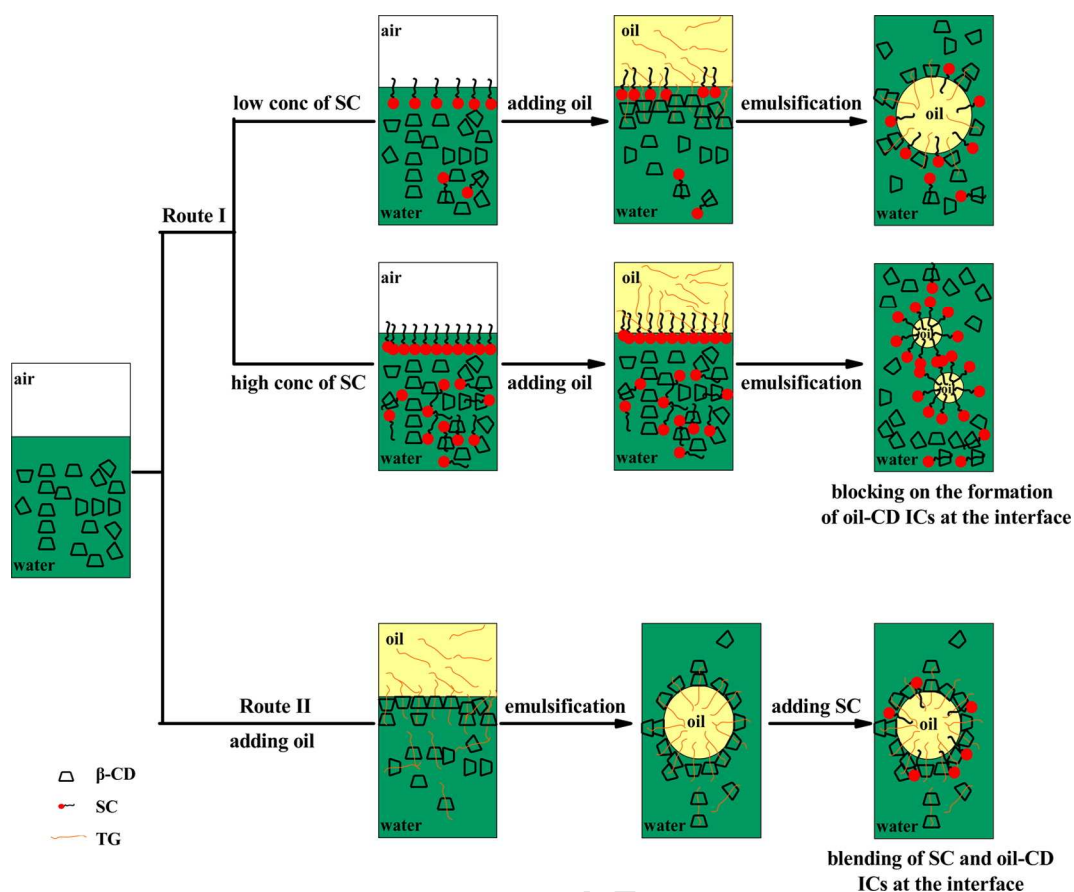 air
low conc of SC
water
adding oil
oil
emulsification
oil
water
Route I
air
high conc of SC
water
adding oil
oil
water
emulsification
oil
oil
water
blocking on the formation
of oil-CD ICs at the interface
air
water
Route II
adding oil
oil
water
emulsification
oil
water
adding SC
oil
water
blending of SC and oil-CD
ICs at the interface
β-CD
SC
TG